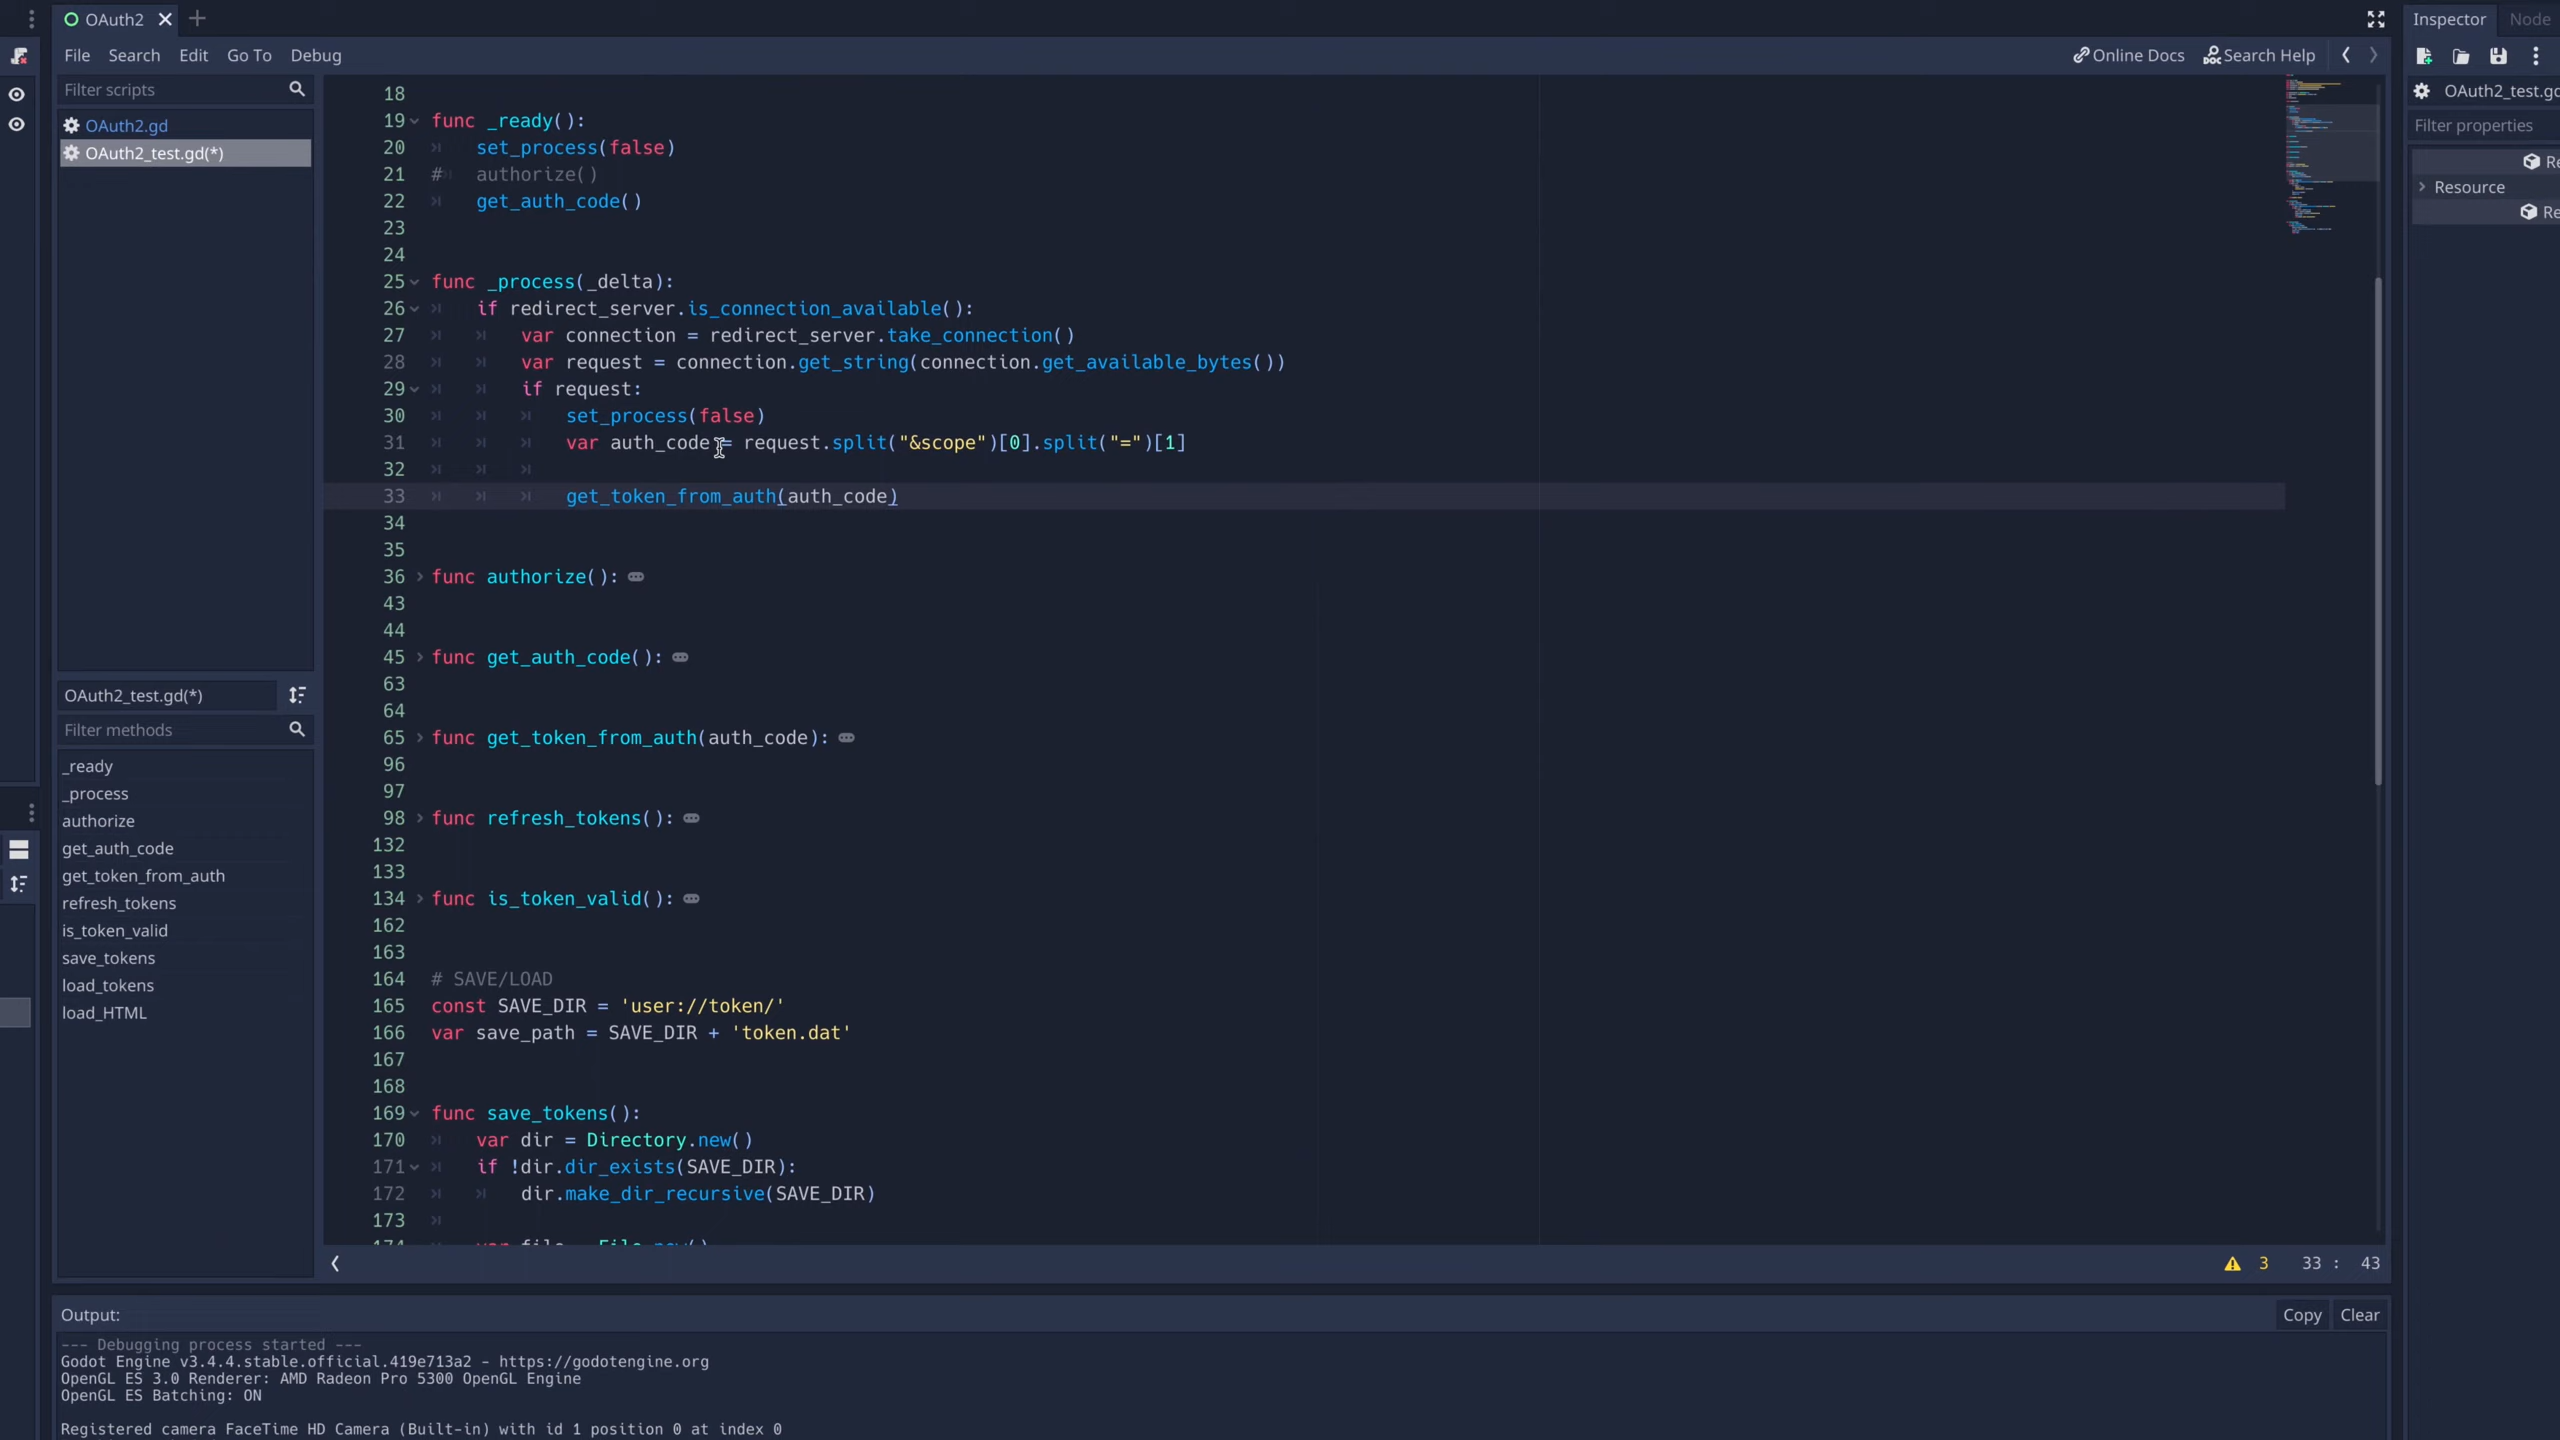 OAuth2
Inspector
Node
File
Search
Edit
Go To
Debug
Online Docs
Search Help
Filter scripts
OAuth2.gd
OAuth2_test.gd(*)
OAuth2_test.gd(*)
Filter methods
_ready
_process
authorize
get_auth_code
get_token_from_auth
refresh_tokens
is_token_valid
save_tokens
load_tokens
load_HTML
18
19 func _ready():
20 set_process(false)
21 # authorize()
22 get_auth_code()
23
24
25 func _process(_delta):
26 if redirect_server.is_connection_available():
27 var connection = redirect_server.take_connection()
28 var request = connection.get_string(connection.get_available_bytes())
29 if request:
30 set_process(false)
31 var auth_code = request.split("&scope")[0].split("=")[1]
32
33 get_token_from_auth(auth_code)
34
35
36 func authorize():
43
44
45 func get_auth_code():
63
64
65 func get_token_from_auth(auth_code):
96
97
98 func refresh_tokens():
132
133
134 func is_token_valid():
162
163
164 # SAVE/LOAD
165 const SAVE_DIR = 'user://token/'
166 var save_path = SAVE_DIR + 'token.dat'
167
168
169 func save_tokens():
170 var dir = Directory.new()
171 if !dir.dir_exists(SAVE_DIR):
172 dir.make_dir_recursive(SAVE_DIR)
173
174 var file = File.new()
3 33 : 43
OAuth2_test.gd
Filter properties
Re
Resource
Re
Output:
Copy
Clear
--- Debugging process started ---
Godot Engine v3.4.4.stable.official.419e713a2 - https://godotengine.org
OpenGL ES 3.0 Renderer: AMD Radeon Pro 5300 OpenGL Engine
OpenGL ES Batching: ON
Registered camera FaceTime HD Camera (Built-in) with id 1 position 0 at index 0